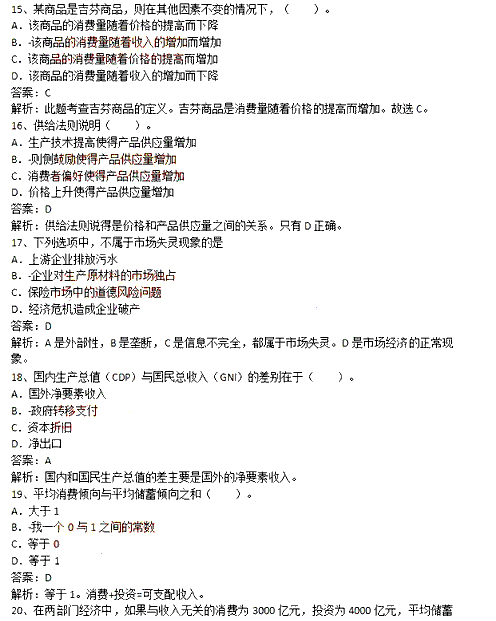 15、某商品是吉芬商品，则在其他因素不变的情况下，（　　）。
A．该商品的消费量随着价格的提高而下降
B．-该商品的消费量随着收入的增加而增加
C．该商品的消费量随着价格的提高而增加
D．该商品的消费量随着收入的增加而下降
答案：C
解析：此题考查吉芬商品的定义。吉芬商品是消费量随着价格的提高而增加。故选 C。
16、供给法则说明（　　）。
A．生产技术提高使得产品供应量增加
B．-则侧鼓励使得产品供应量增加
C．消费者偏好使得产品供应量增加
D．价格上升使得产品供应量增加
答案：D
解析：供给法则说得是价格和产品供应量之间的关系。只有 D 正确。
17、下列选项中，不属于市场失灵现象的是
A．上游企业排放污水
B．-企业对生产原材料的市场独占
C．保险市场中的道德风险问题
D．经济危机造成企业破产
答案：D
解析：A 是外部性，B 是垄断，C 是信息不完全，都属于市场失灵。D 是市场经济的正常现
象。
18、国内生产总值（CDP）与国民总收入（GNI）的差别在于（　　）。
A．国外净要素收入
B．-政府转移支付
C．资本折旧
D．净出口
答案：A
解析：国内和国民生产总值的差主要是国外的净要素收入。
19、平均消费倾向与平均储蓄倾向之和（　　）。
A．大于 1
B．-我一个 0 与 1 之间的常数
C．等于 0
D．等于 1
答案：D
解析：等于 1。消费+投资=可支配收入。
20、在两部门经济中，如果与收入无关的消费为 3000 亿元，投资为 4000 亿元，平均储蓄